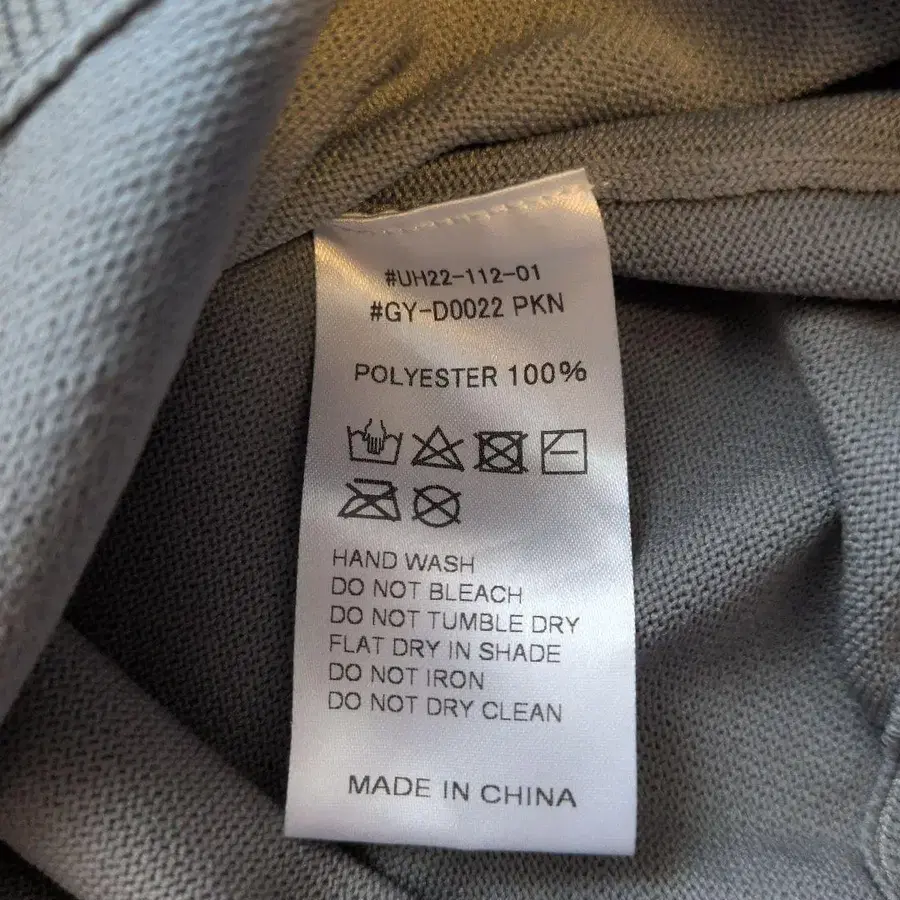 #UH22-112-01
#GY-D0022 PKN
POLYESTER 100%
HAND WASH
DO NOT BLEACH
DO NOT TUMBLE DRY
FLAT DRY IN SHADE
DO NOT IRON
DO NOT DRY CLEAN
MADE IN CHINA